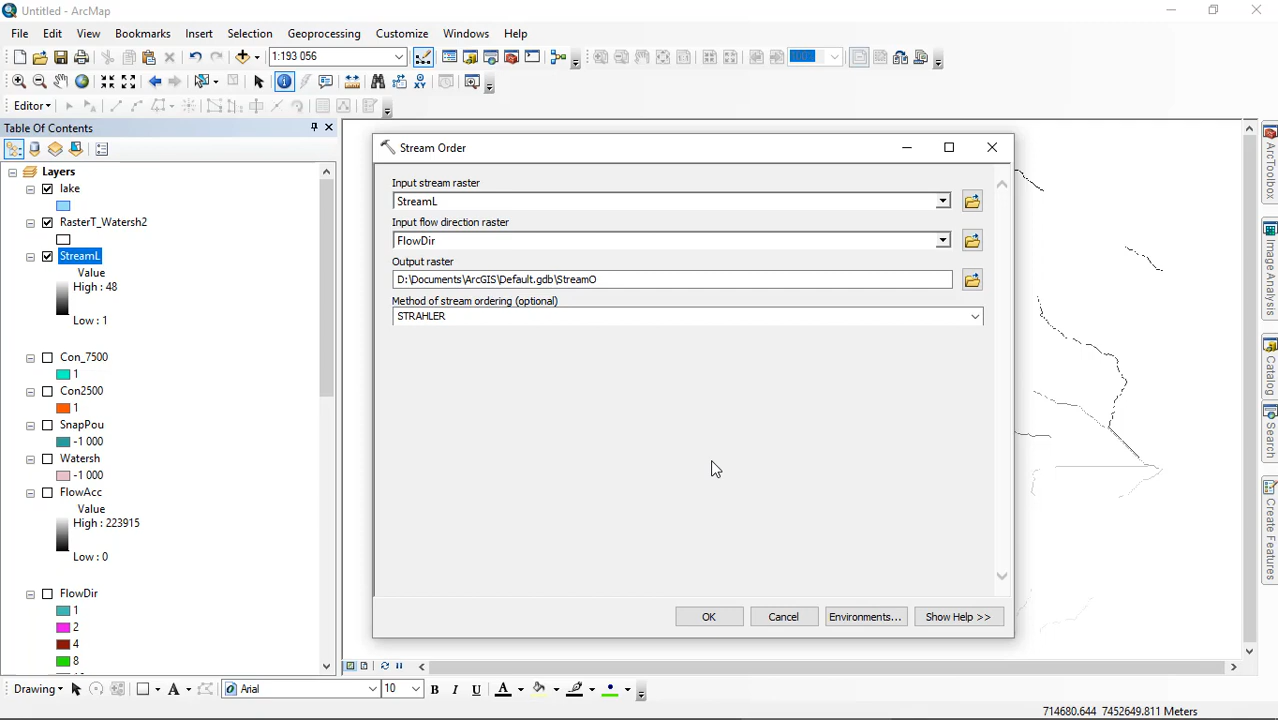 Untitled - ArcMap
File Edit View Bookmarks Insert Selection Geoprocessing Customize Windows Help
1:193 056
100%
Editor
Table Of Contents
Layers
lake
RasterT_Watersh2
StreamL
Value
High : 48
Low : 1
Con_7500
1
Con2500
1
SnapPou
-1 000
Watersh
-1 000
FlowAcc
Value
High : 223915
Low : 0
FlowDir
1
2
4
8
Stream Order
Input stream raster
StreamL
Input flow direction raster
FlowDir
Output raster
D:\Documents\ArcGIS\Default.gdb\StreamO
Method of stream ordering (optional)
STRAHLER
OK Cancel Environments... Show Help >>
ArcToolbox
Image Analysis
Catalog
Search
Create Features
Drawing A Arial 10 B I U A
714680.644 7452649.811 Meters